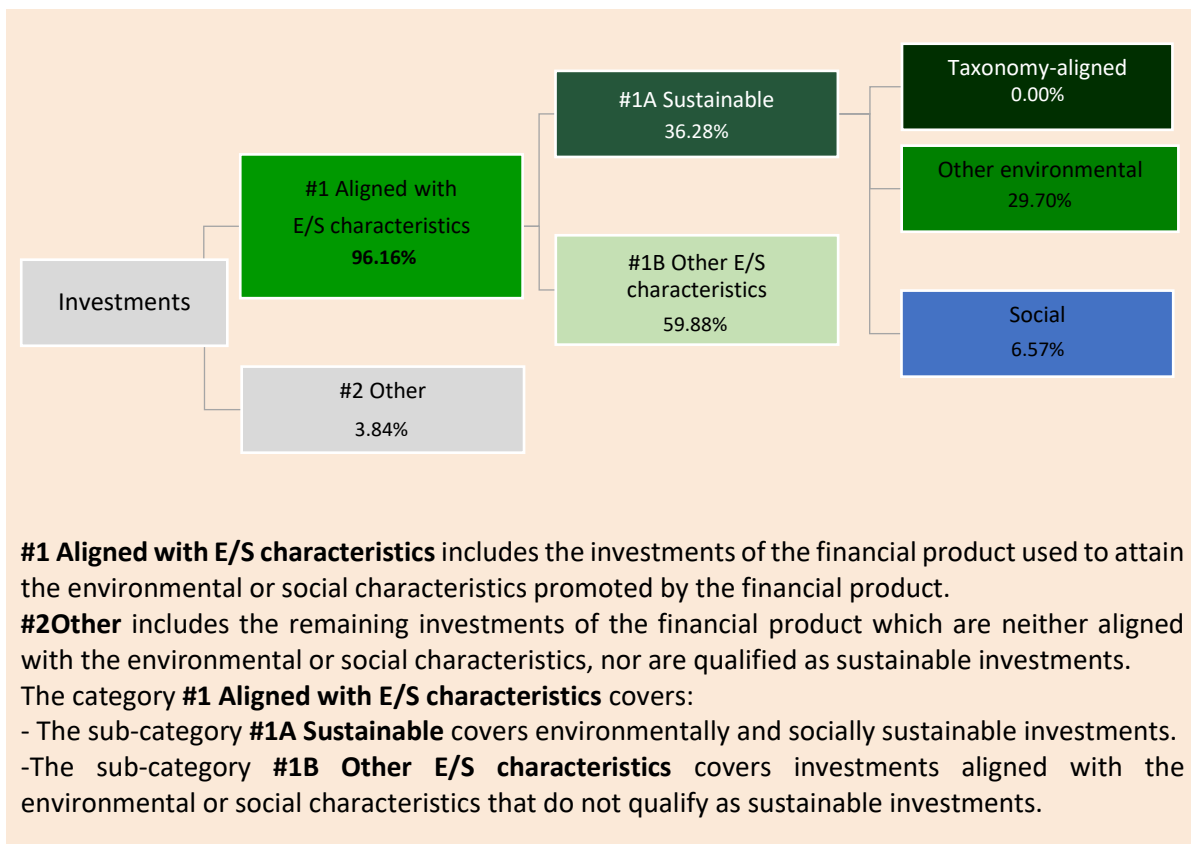 Taxonomy-aligned
0.00%
#1A Sustainable
36.28%
Other environmental
29.70%
#1 Aligned with
E/S characteristics
96.16%
#1B Other E/S
characteristics
59.88%
Investments
Social
6.57%
#2 Other
3.84%
#1 Aligned with E/S characteristics includes the investments of the financial product used to attain
the environmental or social characteristics promoted by the financial product.
#2Other includes the remaining investments of the financial product which are neither aligned
with the environmental or social characteristics, nor are qualified as sustainable investments.
The category #1 Aligned with E/S characteristics covers:
- The sub-category #1A Sustainable covers environmentally and socially sustainable investments.
-The sub-category #1B Other E/S characteristics covers investments aligned with the
environmental or social characteristics that do not qualify as sustainable investments.